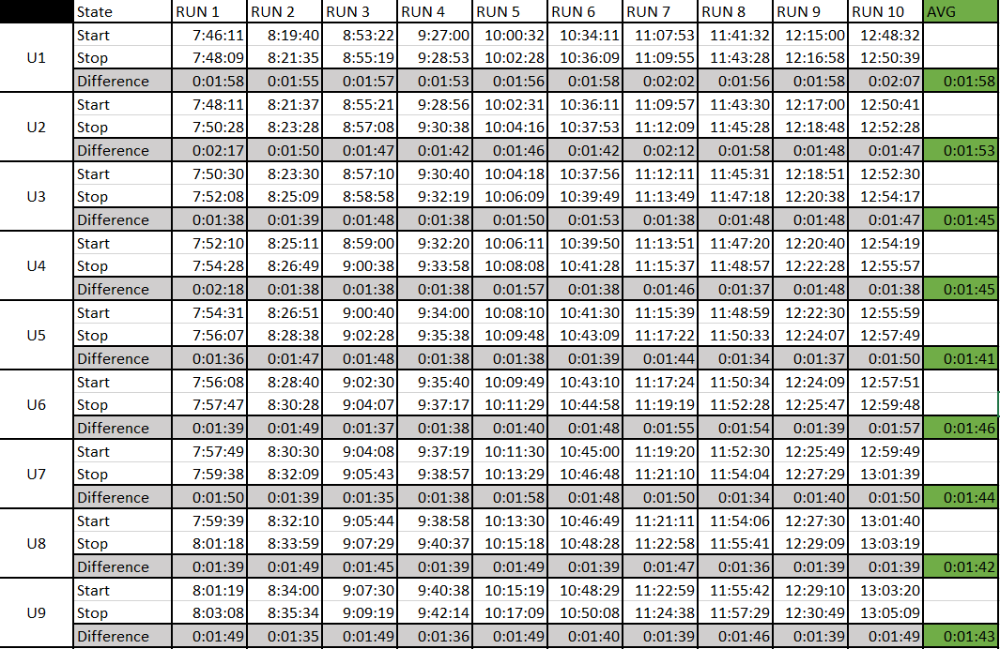 State RUN 1 RUN 2 RUN 3 RUN 4 RUN 5 RUN 6 RUN 7 RUN 8 RUN 9 RUN 10 AVG
Start 7:46:11 8:19:40 8:53:22 9:27:00 10:00:32 10:34:11 11:07:53 11:41:32 12:15:00 12:48:32
U1 Stop 7:48:09 8:21:35 8:55:19 9:28:53 10:02:28 10:36:09 11:09:55 11:43:28 12:16:58 12:50:39
Difference 0:01:58 0:01:55 0:01:57 0:01:53 0:01:56 0:01:58 0:02:02 0:01:56 0:01:58 0:02:07 0:01:58
Start 7:48:11 8:21:37 8:55:21 9:28:56 10:02:31 10:36:11 11:09:57 11:43:30 12:17:00 12:50:41
U2 Stop 7:50:28 8:23:28 8:57:08 9:30:38 10:04:16 10:37:53 11:12:09 11:45:28 12:18:48 12:52:28
Difference 0:02:17 0:01:50 0:01:47 0:01:42 0:01:46 0:01:42 0:02:12 0:01:58 0:01:48 0:01:47 0:01:53
Start 7:50:30 8:23:30 8:57:10 9:30:40 10:04:18 10:37:56 11:12:11 11:45:31 12:18:51 12:52:30
U3 Stop 7:52:08 8:25:09 8:58:58 9:32:19 10:06:09 10:39:49 11:13:49 11:47:18 12:20:38 12:54:17
Difference 0:01:38 0:01:39 0:01:48 0:01:38 0:01:50 0:01:53 0:01:38 0:01:48 0:01:48 0:01:47 0:01:45
Start 7:52:10 8:25:11 8:59:00 9:32:20 10:06:11 10:39:50 11:13:51 11:47:20 12:20:40 12:54:19
U4 Stop 7:54:28 8:26:49 9:00:38 9:33:58 10:08:08 10:41:28 11:15:37 11:48:57 12:22:28 12:55:57
Difference 0:02:18 0:01:38 0:01:38 0:01:38 0:01:57 0:01:38 0:01:46 0:01:37 0:01:48 0:01:38 0:01:45
Start 7:54:31 8:26:51 9:00:40 9:34:00 10:08:10 10:41:30 11:15:39 11:48:59 12:22:30 12:55:59
U5 Stop 7:56:07 8:28:38 9:02:28 9:35:38 10:09:48 10:43:09 11:17:22 11:50:33 12:24:07 12:57:49
Difference 0:01:36 0:01:47 0:01:48 0:01:38 0:01:38 0:01:39 0:01:44 0:01:34 0:01:37 0:01:50 0:01:41
Start 7:56:08 8:28:40 9:02:30 9:35:40 10:09:49 10:43:10 11:17:24 11:50:34 12:24:09 12:57:51
U6 Stop 7:57:47 8:30:28 9:04:07 9:37:17 10:11:29 10:44:58 11:19:19 11:52:28 12:25:47 12:59:48
Difference 0:01:39 0:01:49 0:01:37 0:01:38 0:01:40 0:01:48 0:01:55 0:01:54 0:01:39 0:01:57 0:01:46
Start 7:57:49 8:30:30 9:04:08 9:37:19 10:11:30 10:45:00 11:19:20 11:52:30 12:25:49 12:59:49
U7 Stop 7:59:38 8:32:09 9:05:43 9:38:57 10:13:29 10:46:48 11:21:10 11:54:04 12:27:29 13:01:39
Difference 0:01:50 0:01:39 0:01:35 0:01:38 0:01:58 0:01:48 0:01:50 0:01:34 0:01:40 0:01:50 0:01:44
Start 7:59:39 8:32:10 9:05:44 9:38:58 10:13:30 10:46:49 11:21:11 11:54:06 12:27:30 13:01:40
U8 Stop 8:01:18 8:33:59 9:07:29 9:40:37 10:15:18 10:48:28 11:22:58 11:55:41 12:29:09 13:03:19
Difference 0:01:39 0:01:49 0:01:45 0:01:39 0:01:49 0:01:39 0:01:47 0:01:36 0:01:39 0:01:39 0:01:42
Start 8:01:19 8:34:00 9:07:30 9:40:38 10:15:19 10:48:29 11:22:59 11:55:42 12:29:10 13:03:20
U9 Stop 8:03:08 8:35:34 9:09:19 9:42:14 10:17:09 10:50:08 11:24:38 11:57:29 12:30:49 13:05:09
Difference 0:01:49 0:01:35 0:01:49 0:01:36 0:01:49 0:01:40 0:01:39 0:01:46 0:01:39 0:01:49 0:01:43